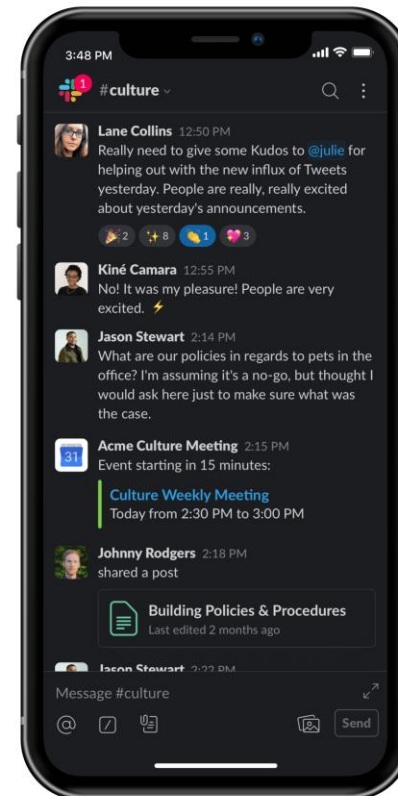 3:48 PM
1
#culture
Lane Collins 12:50 PM
Really need to give some Kudos to @julie for
helping out with the new influx of Tweets
yesterday. People are really, really excited
about yesterday's announcements.
2 8 1 3
Kiné Camara 12:55 PM
No! It was my pleasure! People are very
excited. ⚡
Jason Stewart 2:14 PM
What are our policies in regards to pets in the
office? I'm assuming it's a no-go, but thought I
would ask here just to make sure what was
the case.
Acme Culture Meeting 2:15 PM
31
Event starting in 15 minutes:
Culture Weekly Meeting
Today from 2:30 PM to 3:00 PM
Johnny Rodgers 2:18 PM
shared a post
Building Policies & Procedures
Last edited 2 months ago
Jason Stewart 2:22 PM
Message #culture
@
Send